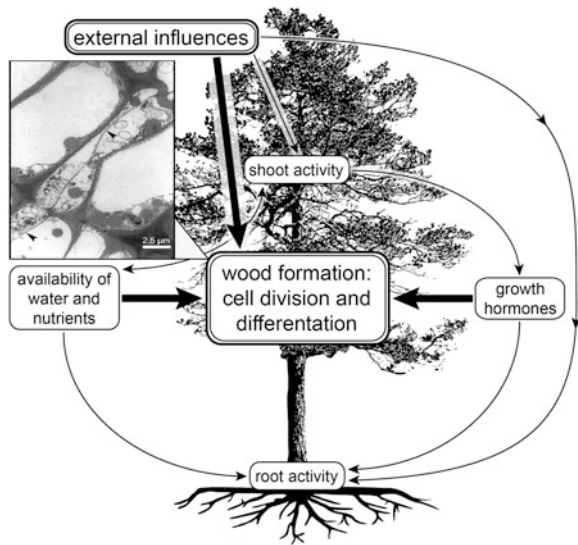 external influences
shoot activity
2.5 µm
availability of
water and
nutrients
wood formation:
cell division and
differentation
growth
hormones
root activity